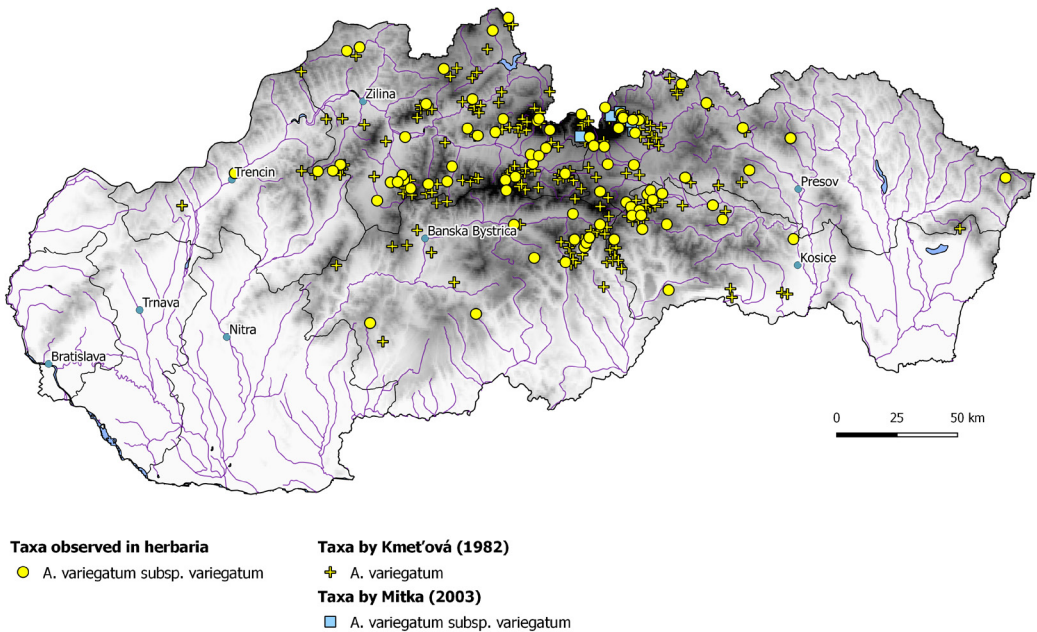 Zilina
Trencin
Presov
Banska Bystrica
Kosice
Trnava
Nitra
Bratislava
0 25 50 km
Taxa observed in herbaria
A. variegatum subsp. variegatum
Taxa by Kmeťová (1982)
A. variegatum
Taxa by Mitka (2003)
A. variegatum subsp. variegatum